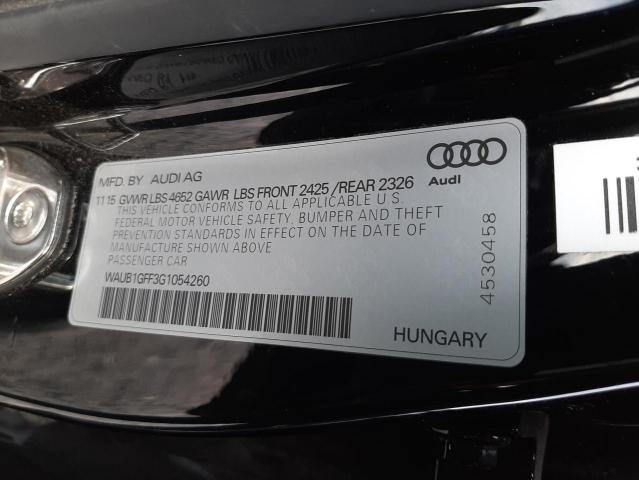 MFD. BY AUDI AG
11 15 GVWR LBS 4652 GAWR LBS FRONT 2425 /REAR 2326
THIS VEHICLE CONFORMS TO ALL APPLICABLE U.S.
FEDERAL MOTOR VEHICLE SAFETY, BUMPER AND THEFT
PREVENTION STANDARDS IN EFFECT ON THE DATE OF
MANUFACTURE SHOWN ABOVE
PASSENGER CAR
WAUB1GFF3G1054260
Audi
4530458
HUNGARY